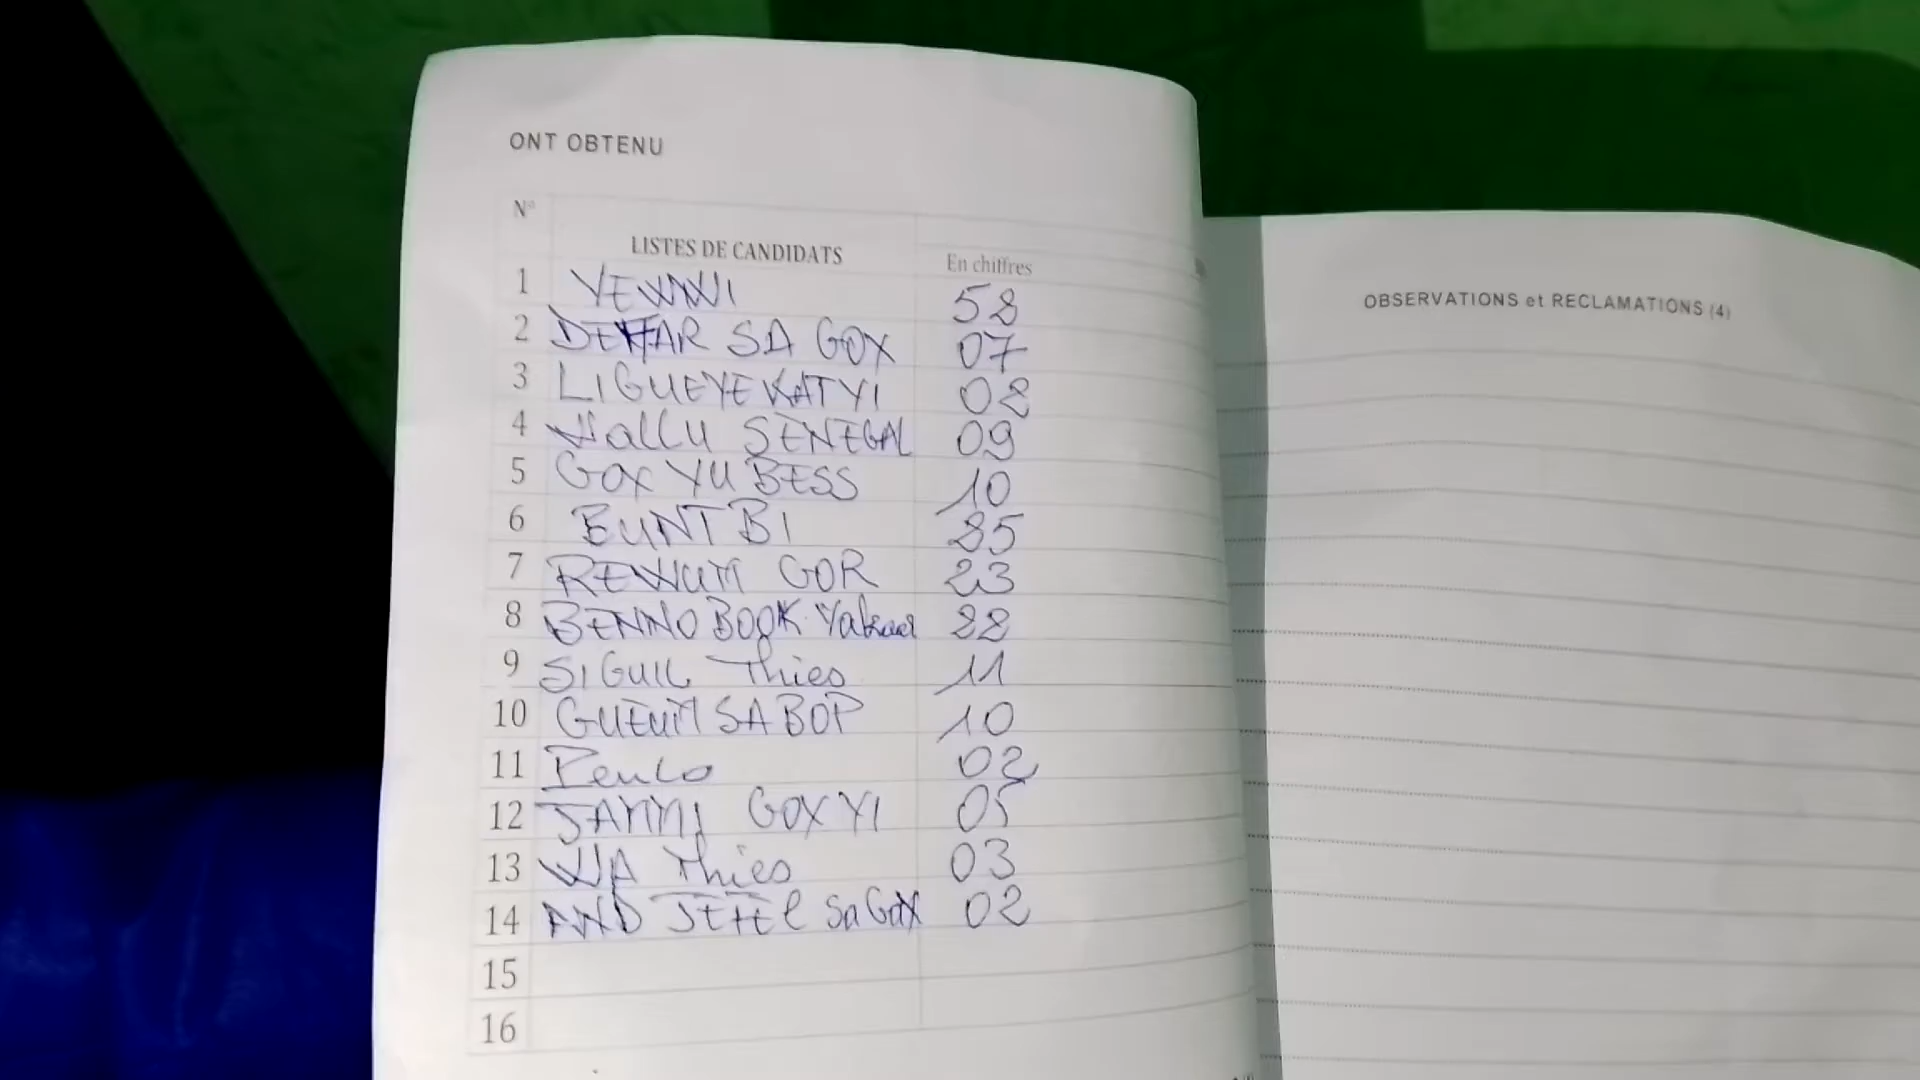 ONT OBTENU
N° LISTES DE CANDIDATS En chiffres
1 YEWWI 58
2 DEFFAR SA GOX 07
3 LIGUEYE KAT YI 02
4 Wallu SENEGAL 09
5 Gox YU BESS 10
6 BUNT BI 25
7 REWUM GOR 23
8 BENNO BOOK Yakaar 22
9 SIGUIL Thies 11
10 GUEUM SA BOP 10
11 Penco 02
12 JAMMI GOX YI 05
13 WA Thies 03
14 AND JEFEL Sa Gox 02
15
16
OBSERVATIONS et RECLAMATIONS (4)